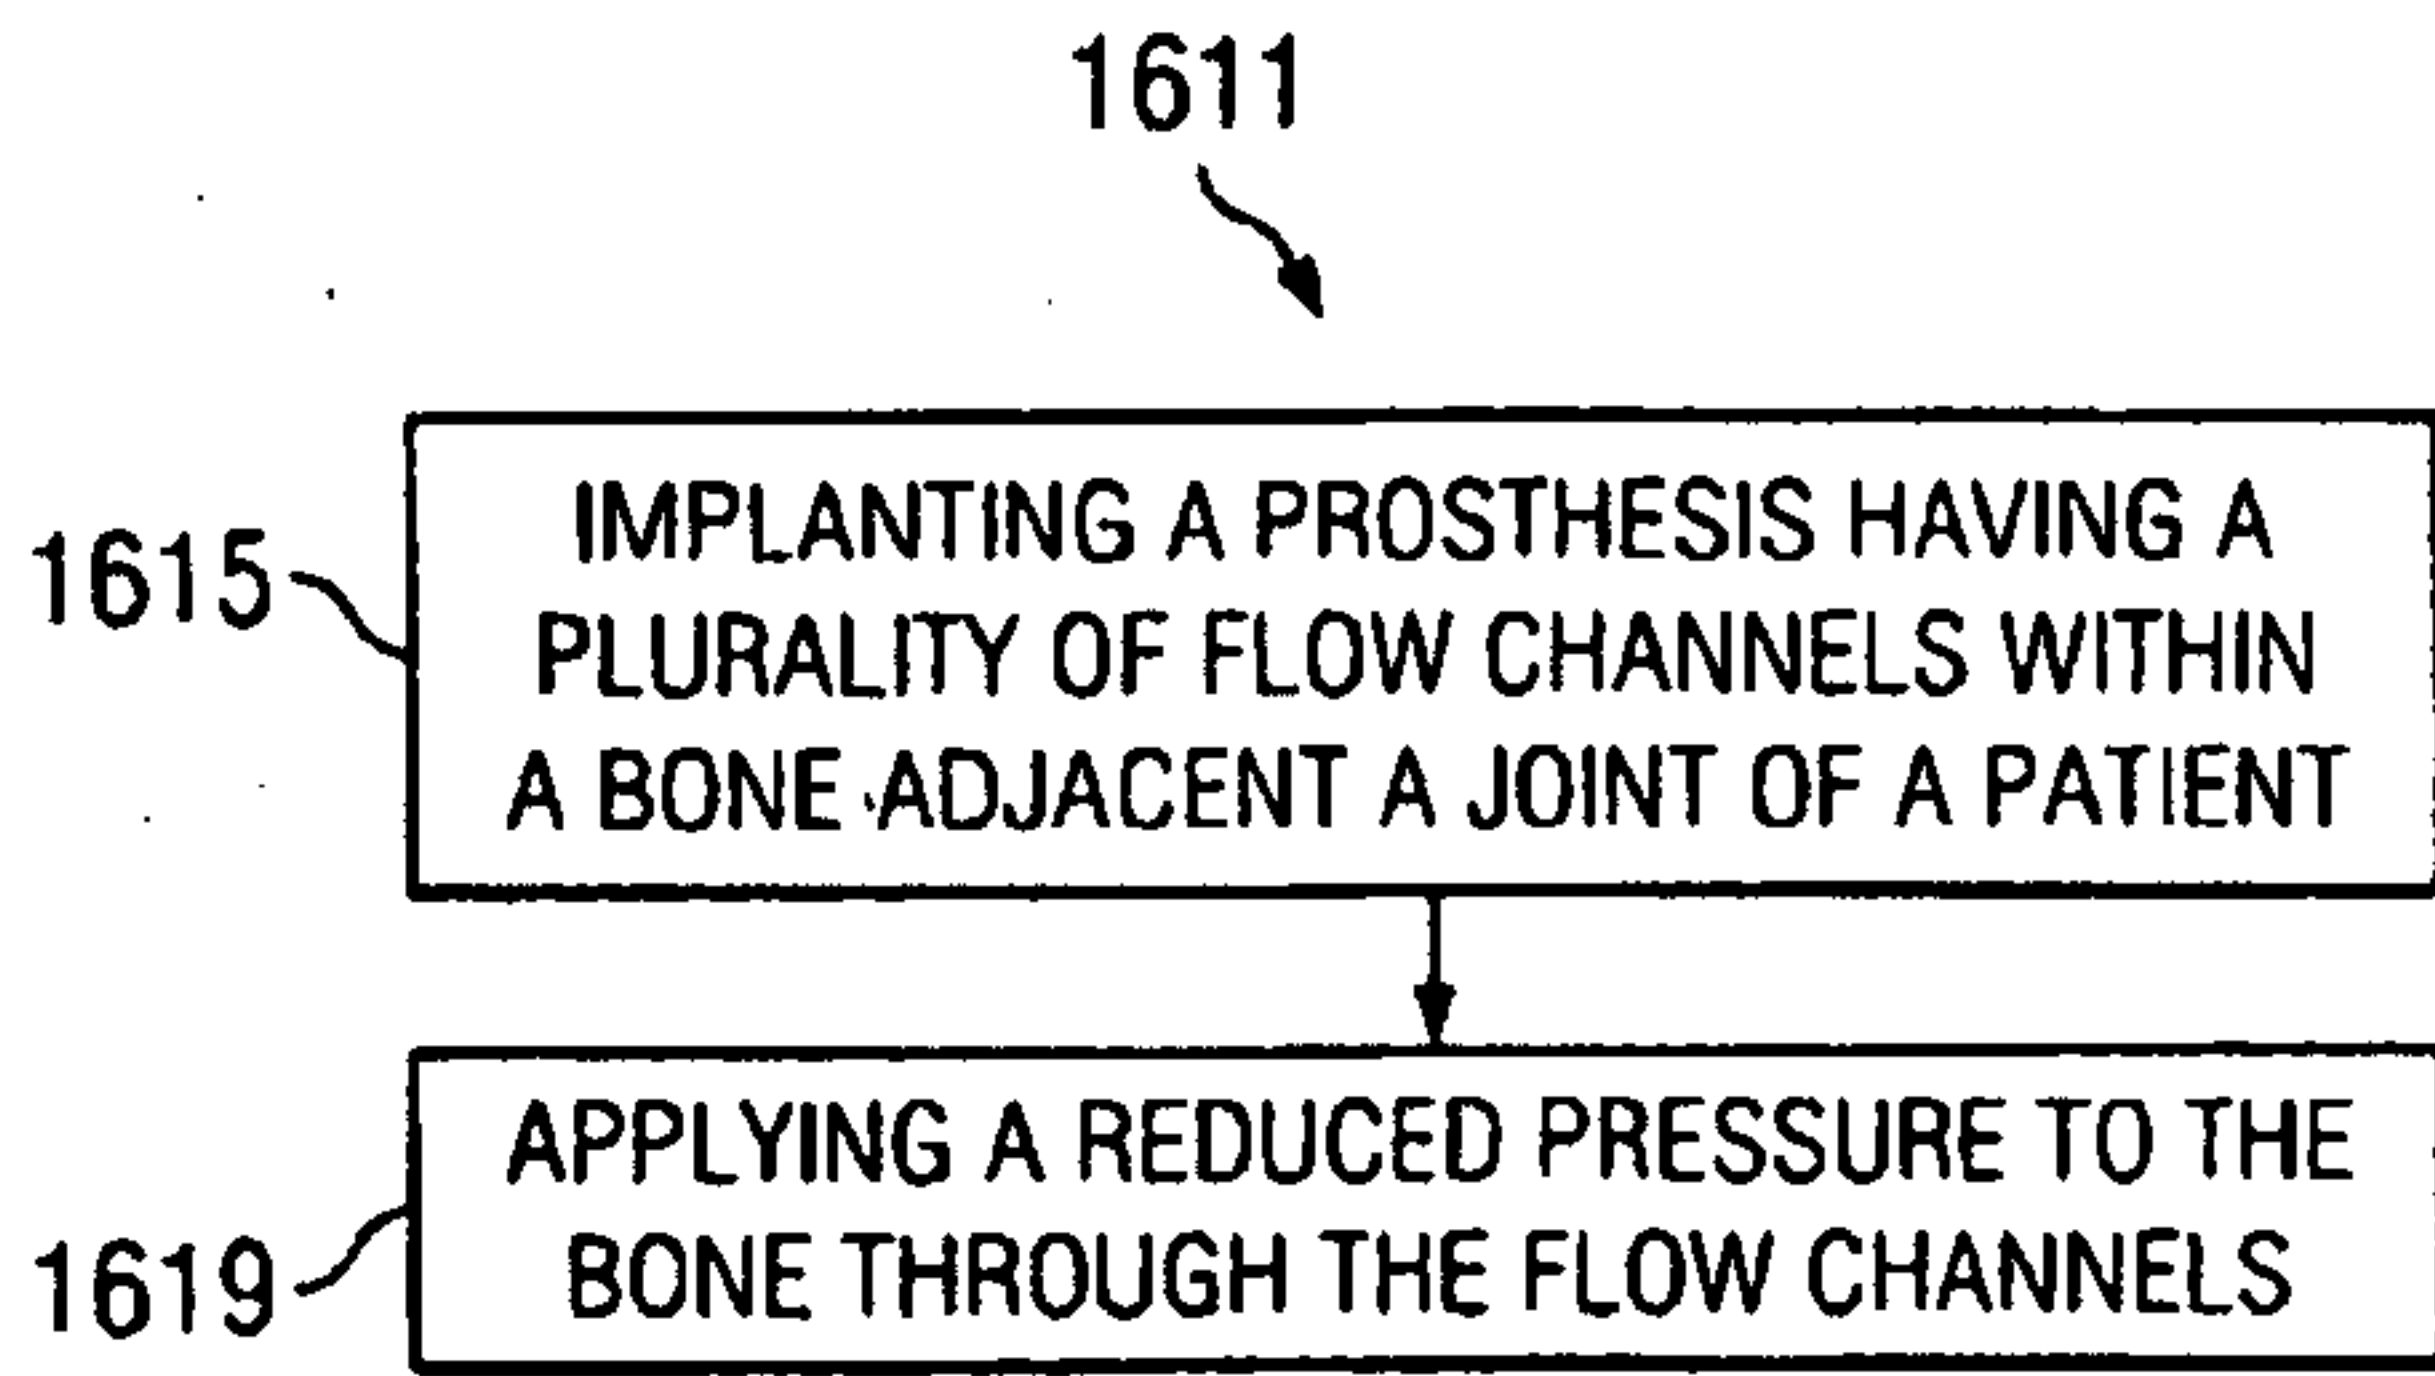 1611
1615
IMPLANTING A PROSTHESIS HAVING A
PLURALITY OF FLOW CHANNELS WITHIN
A BONE ADJACENT A JOINT OF A PATIENT
1619
APPLYING A REDUCED PRESSURE TO THE
BONE THROUGH THE FLOW CHANNELS